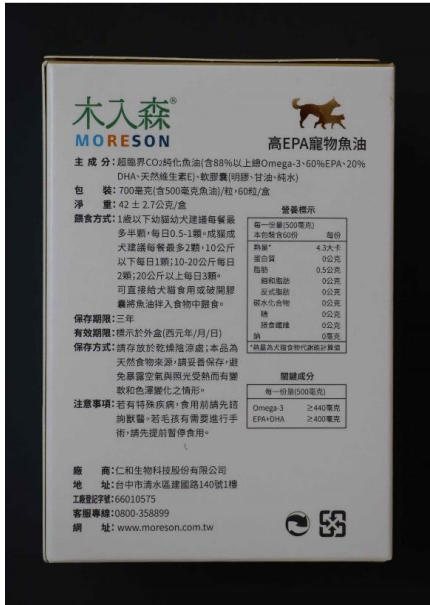 木入森®
MORESON
高EPA寵物魚油
主成分:超臨界CO2純化魚油(含88%以上總Omega-3、60%EPA、20%
DHA、天然維生素E)、軟膠囊(明膠、甘油、純水)
包裝:700毫克(含500毫克魚油)/粒,60粒/盒
淨重:42 ± 2.7公克/盒
餵食方式:1歲以下幼貓幼犬建議每餐最
多半顆,每日0.5-1顆。成貓成
犬建議每餐最多2顆,10公斤
以下每日1顆;10-20公斤每日
2顆;20公斤以上每日3顆。
可直接給犬貓食用或破開膠
囊將魚油拌入食物中餵食。
保存期限:三年
有效期限:標示於外盒(西元年/月/日)
保存方式:請存放於乾燥陰涼處;本品為
天然食物來源,請妥善保存,避
免暴露空氣與照光受熱而有變
軟和色澤變化之情形。
注意事項:若有特殊疾病,食用前請先諮
詢獸醫。若毛孩有需要進行手
術,請先提前暫停食用。
營養標示
每一份量(500毫克)
本包裝含60份 每份
熱量* 4.3大卡
蛋白質 0公克
脂肪 0.5公克
飽和脂肪 0公克
反式脂肪 0公克
碳水化合物 0公克
糖 0公克
膳食纖維 0公克
鈉 0毫克
*熱量為犬貓食物代謝能計算值
關鍵成分
每一份量(500毫克)
Omega-3 ≥440毫克
EPA+DHA ≥400毫克
廠商:仁和生物科技股份有限公司
地址:台中市清水區建國路140號1樓
工廠登記字號:66010575
客服專線:0800-358899
網址:www.moreson.com.tw